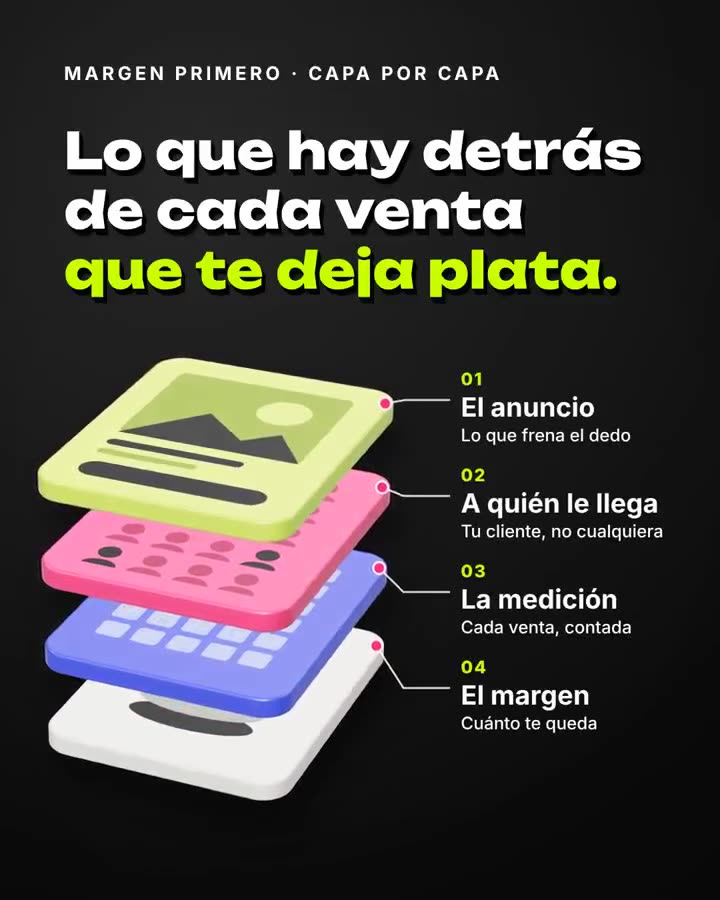 MARGEN PRIMERO · CAPA POR CAPA
Lo que hay detrás
de cada venta
que te deja plata.
01
El anuncio
Lo que frena el dedo
02
A quién le llega
Tu cliente, no cualquiera
03
La medición
Cada venta, contada
04
El margen
Cuánto te queda